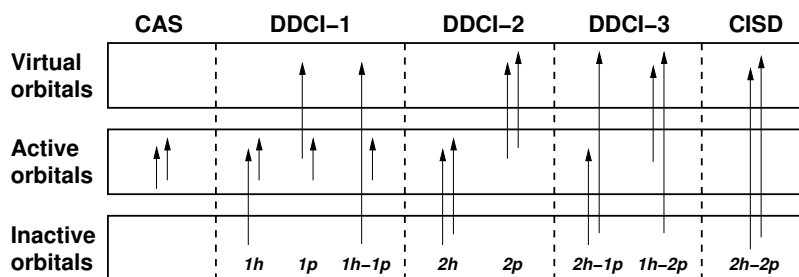 CAS DDCI–1 DDCI–2 DDCI–3 CISD
Virtual
orbitals
Active
orbitals
Inactive
orbitals
1h 1p 1h–1p 2h 2p 2h–1p 1h–2p 2h–2p